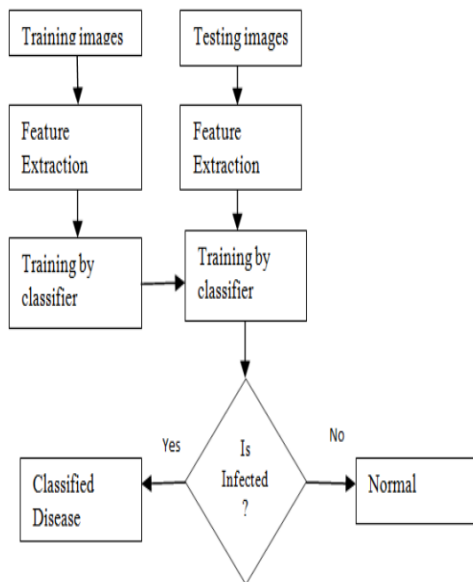 Training images
Testing images
Feature
Extraction
Feature
Extraction
Training by
classifier
Training by
classifier
Is
Infected
?
Yes
No
Classified
Disease
Normal